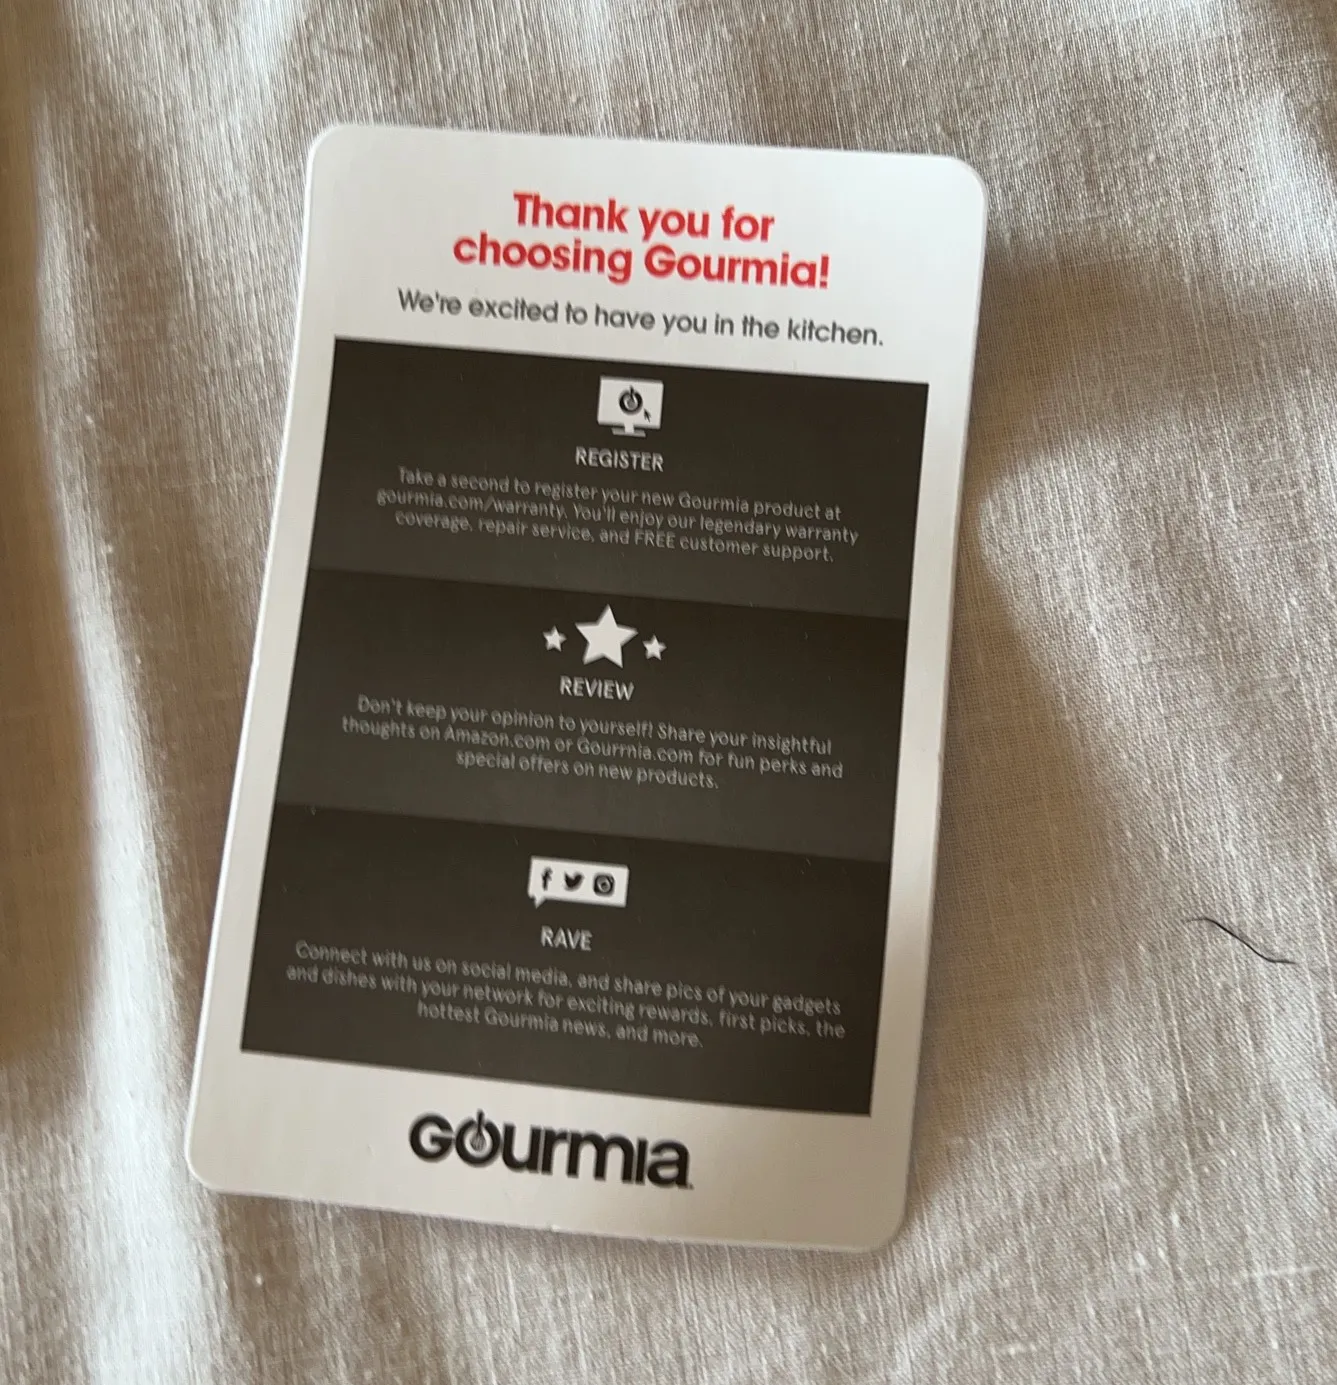 Thank you for
choosing Gourmia!
We're excited to have you in the kitchen.
REGISTER
Take a second to register your new Gourmia product at
gourmia.com/warranty. You'll enjoy our legendary warranty
coverage, repair service, and FREE customer support.
REVIEW
Don't keep your opinion to yourself! Share your insightful
thoughts on Amazon.com or Gourmia.com for fun perks and
special offers on new products.
RAVE
Connect with us on social media, and share pics of your gadgets
and dishes with your network for exciting rewards, first picks, the
hottest Gourmia news, and more.
Gourmia